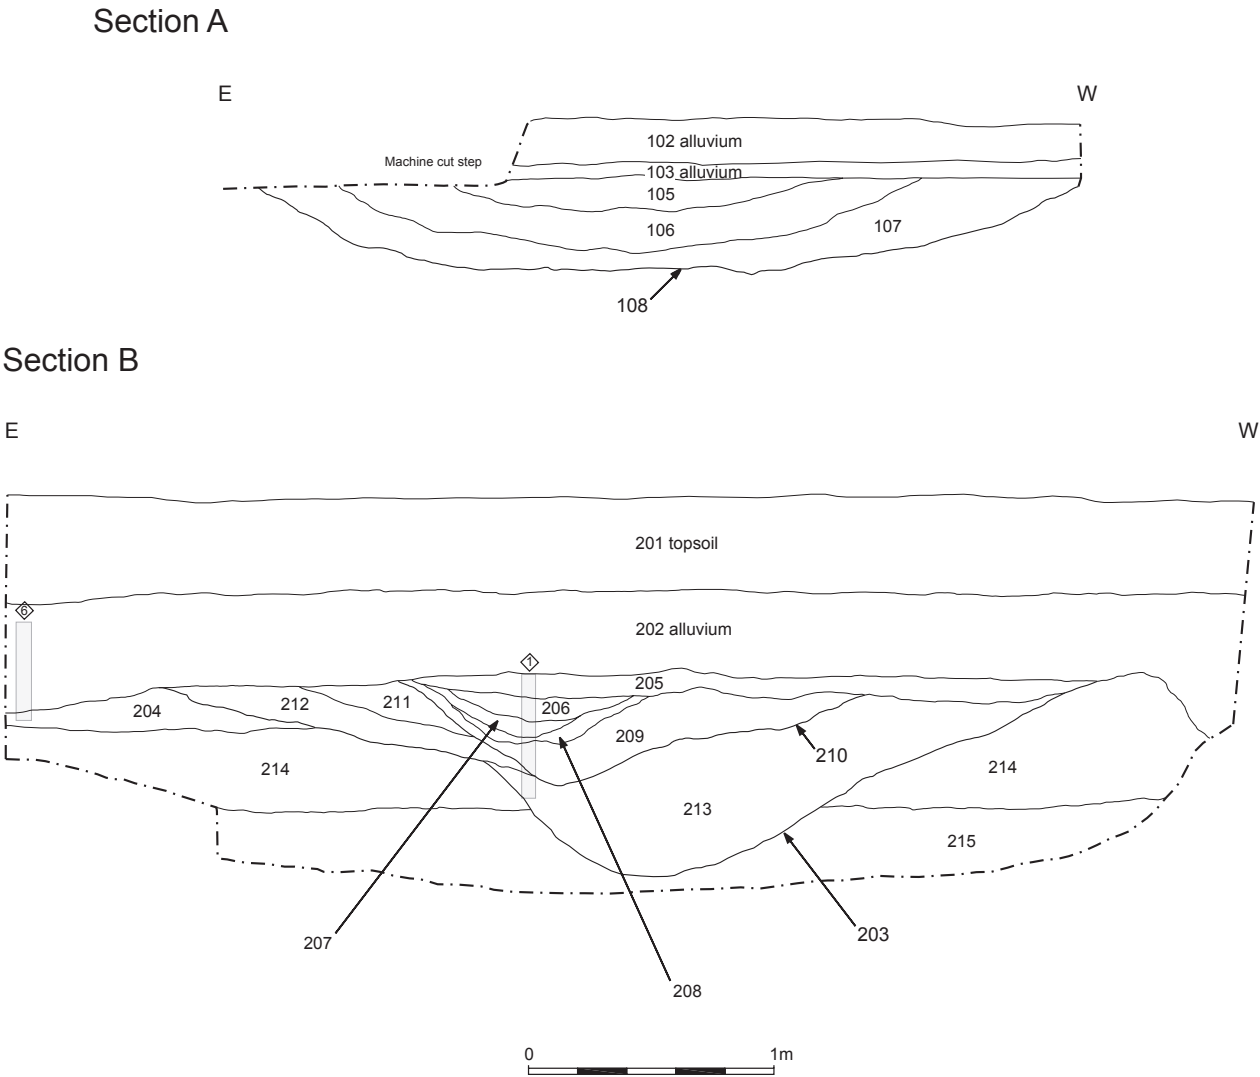 Section A
E
W
102 alluvium
Machine cut step
103 alluvium
105
106
107
108
Section B
E
W
201 topsoil
6
202 alluvium
1
205
204
212
211
206
209
210
214
214
213
215
207
203
208
0
1m